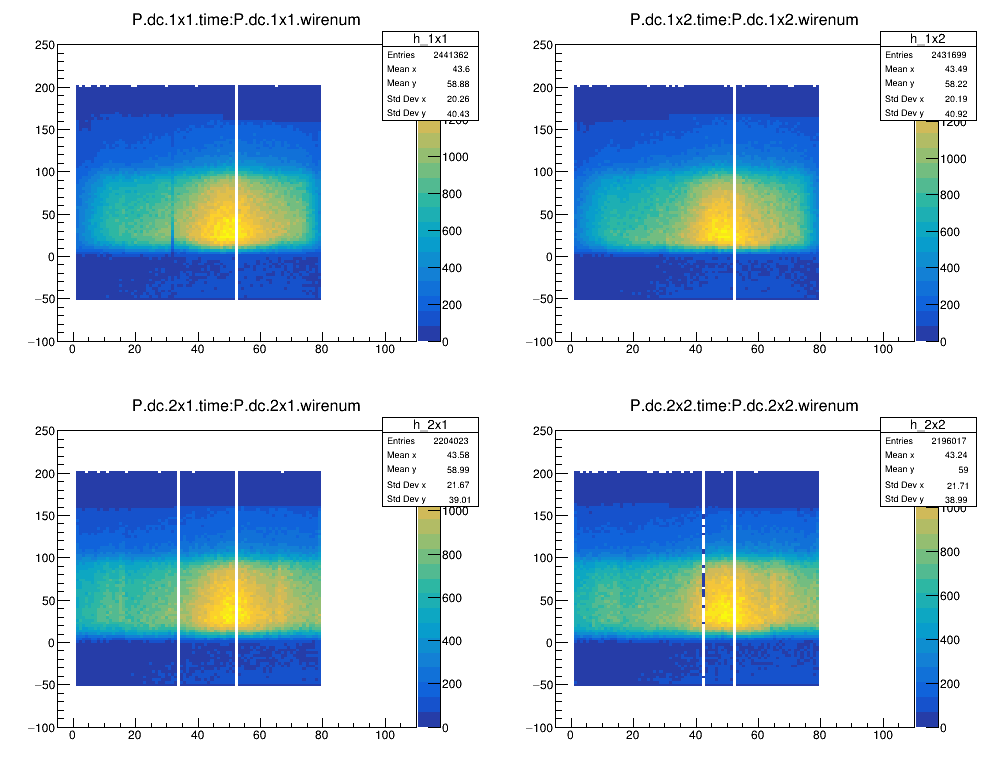 P.dc.1x1.time:P.dc.1x1.wirenum
h_1x1
Entries 2441362
Mean x 43.6
Mean y 58.88
Std Dev x 20.26
Std Dev y 40.43
250
200
150
100
50
0
−50
−100
0 20 40 60 80 100
1200
1000
800
600
400
200
0
P.dc.1x2.time:P.dc.1x2.wirenum
h_1x2
Entries 2431699
Mean x 43.49
Mean y 58.22
Std Dev x 20.19
Std Dev y 40.92
250
200
150
100
50
0
−50
−100
0 20 40 60 80 100
1200
1000
800
600
400
200
0
P.dc.2x1.time:P.dc.2x1.wirenum
h_2x1
Entries 2204023
Mean x 43.58
Mean y 58.99
Std Dev x 21.67
Std Dev y 39.01
250
200
150
100
50
0
−50
−100
0 20 40 60 80 100
1000
800
600
400
200
0
P.dc.2x2.time:P.dc.2x2.wirenum
h_2x2
Entries 2196017
Mean x 43.24
Mean y 59
Std Dev x 21.71
Std Dev y 38.99
250
200
150
100
50
0
−50
−100
0 20 40 60 80 100
1000
800
600
400
200
0